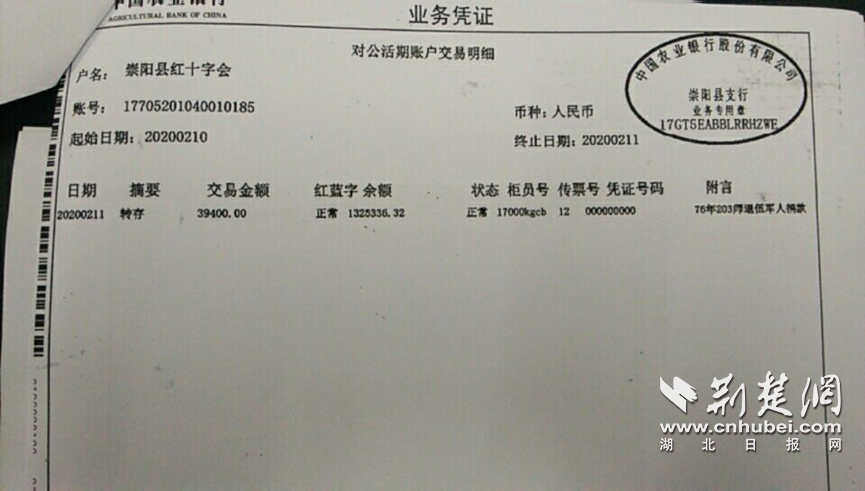 AGRICULTURAL BANK OF CHINA
业务凭证
对公活期账户交易明细
户名: 崇阳县红十字会
账号: 17705201040010185
币种: 人民币
起始日期: 20200210
终止日期: 20200211
中国农业银行股份有限公司
崇阳县支行
业务专用章
17GT5EABBLRRHZWE
日期 摘要 交易金额 红蓝字 余额 状态 柜员号 传票号 凭证号码 附言
20200211 转存 39400.00 正常 1325336.32 正常 17000kgcb 12 000000000 76年203师退伍军人捐款
荆楚網
www.cnhubei.com
湖北日报网